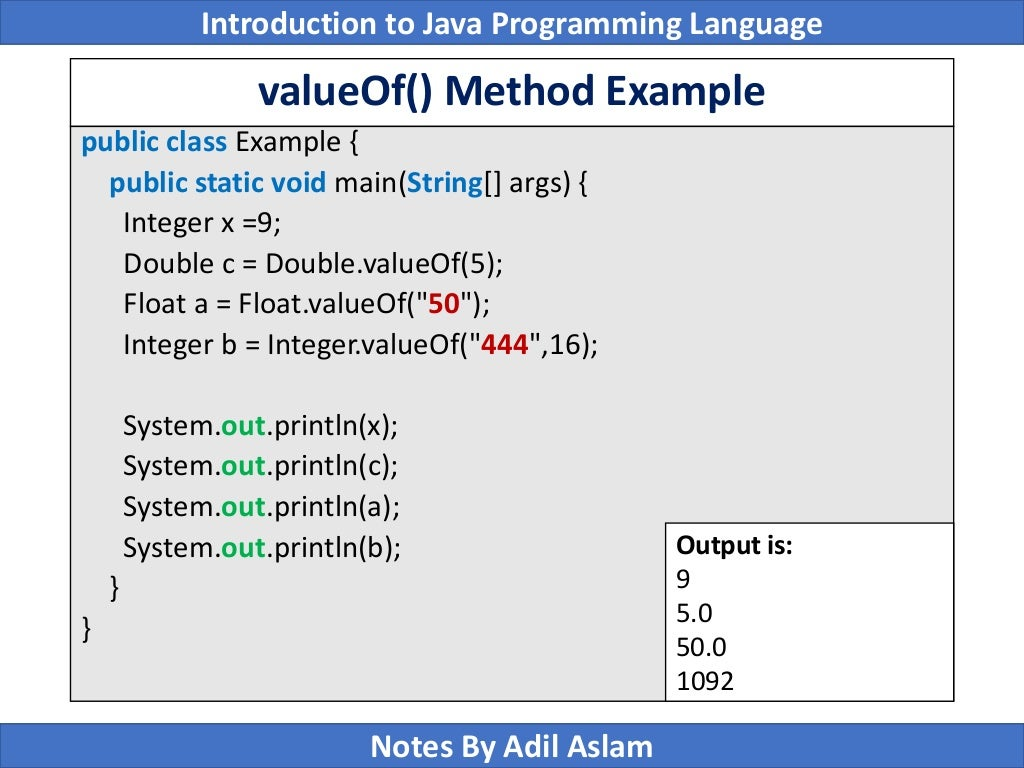 Introduction to Java Programming Language
valueOf() Method Example
public class Example {
public static void main(String[] args) {
Integer x =9;
Double c = Double.valueOf(5);
Float a = Float.valueOf("50");
Integer b = Integer.valueOf("444",16);
System.out.println(x);
System.out.println(c);
System.out.println(a);
System.out.println(b);
}
}
Output is:
9
5.0
50.0
1092
Notes By Adil Aslam